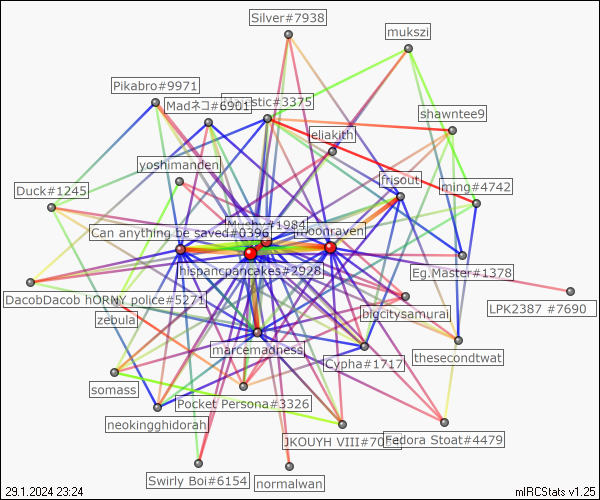 Silver#7938
mukszi
Pikabro#9971
Madネコ#6901
Majestic#3375
shawntee9
eliakith
yoshimanden
frisout
ming#4742
Duck#1245
Mushy#1984
Can anything be saved#0396
moonraven
hispancpancakes#2928
Eg.Master#1378
DacobDacob hORNY police#5271
LPK2387 #7690
bigcitysamurai
zebula
marcemadness
Cypha#1717
thesecondtwat
somass
Pocket Persona#3326
neokingghidorah
JKOUYH VIII#70
Fedora Stoat#4479
Swirly Boi#6154
normalwan
29.1.2024 23:24
mIRCStats v1.25